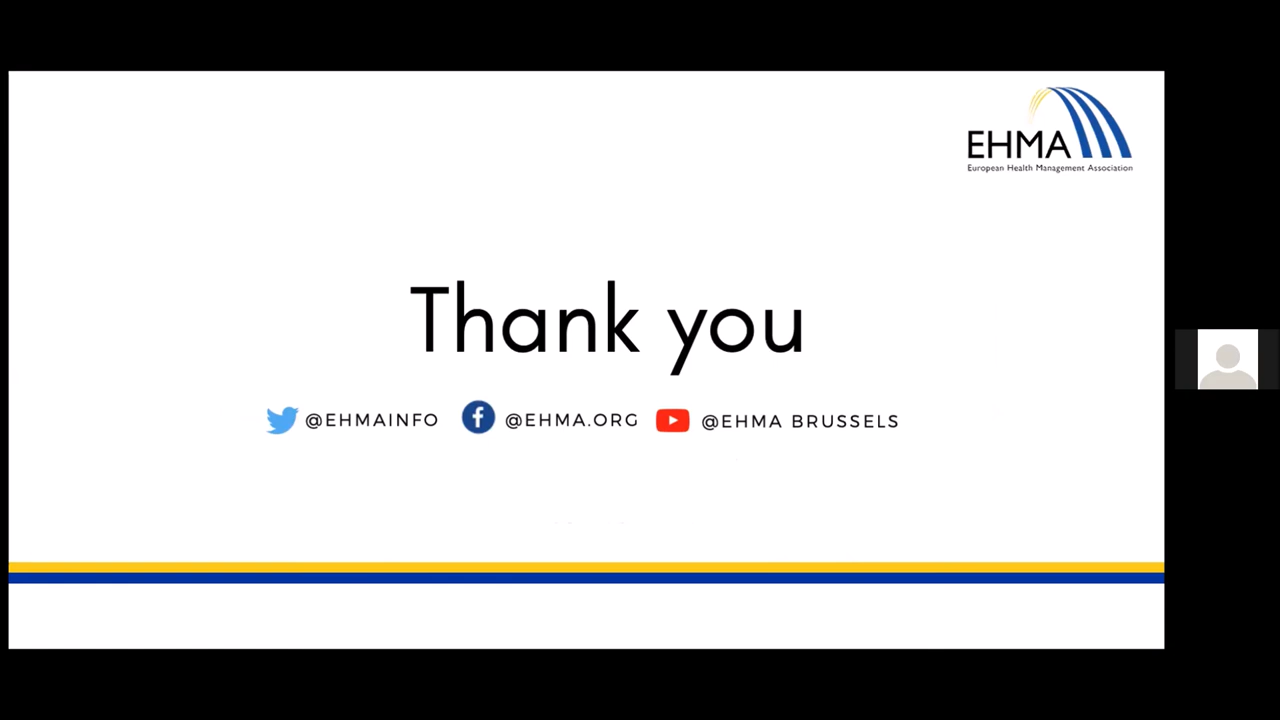 EHMA
European Health Management Association
Thank you
@EHMAINFO @EHMA.ORG @EHMA BRUSSELS